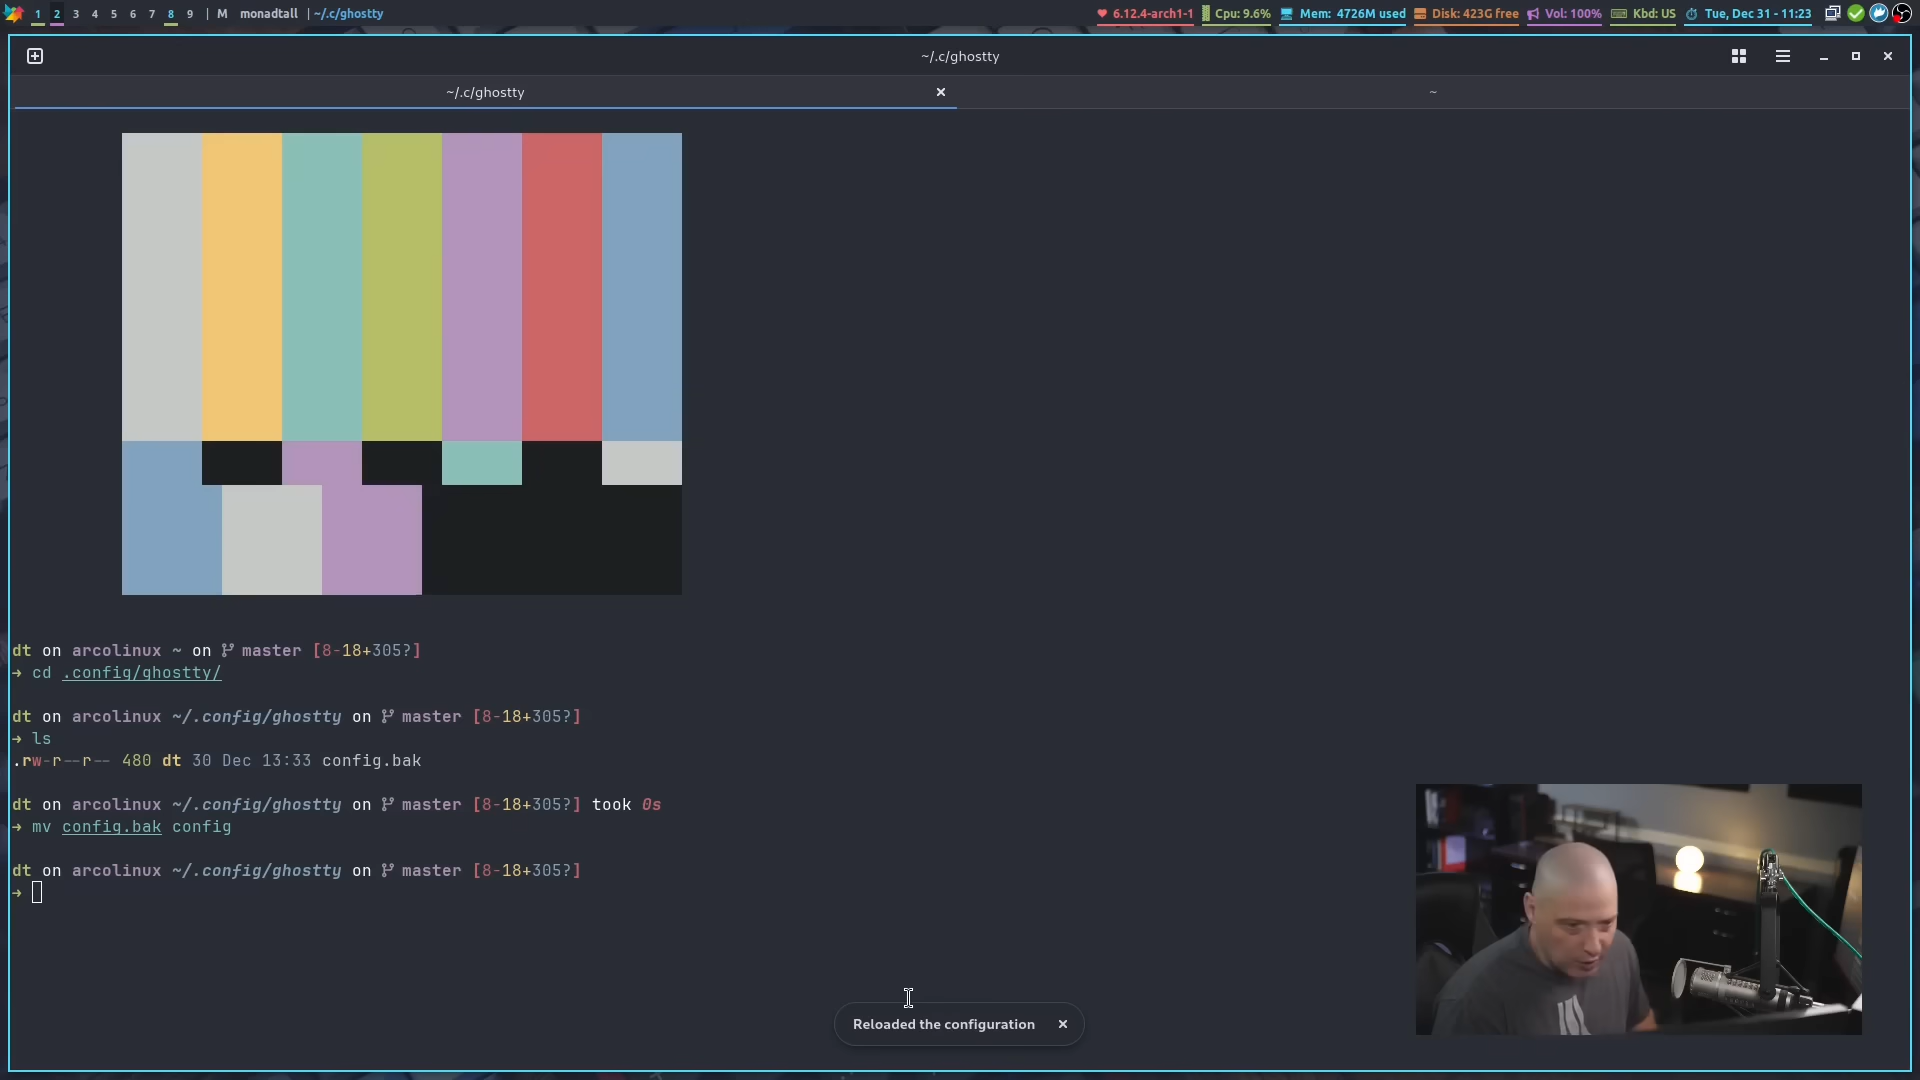 1 2 3 4 5 6 7 8 9 | M monadtall | ~/.c/ghostty
6.12.4-arch1-1 Cpu: 9.6% Mem: 4726M used Disk: 423G free Vol: 100% Kbd: US Tue, Dec 31 - 11:23
~/.c/ghostty
~/.c/ghostty ~
dt on arcolinux ~ on master [8-18+305?]
→ cd .config/ghostty/
dt on arcolinux ~/.config/ghostty on master [8-18+305?]
→ ls
.rw-r--r-- 480 dt 30 Dec 13:33 config.bak
dt on arcolinux ~/.config/ghostty on master [8-18+305?] took 0s
→ mv config.bak config
dt on arcolinux ~/.config/ghostty on master [8-18+305?]
→
Reloaded the configuration